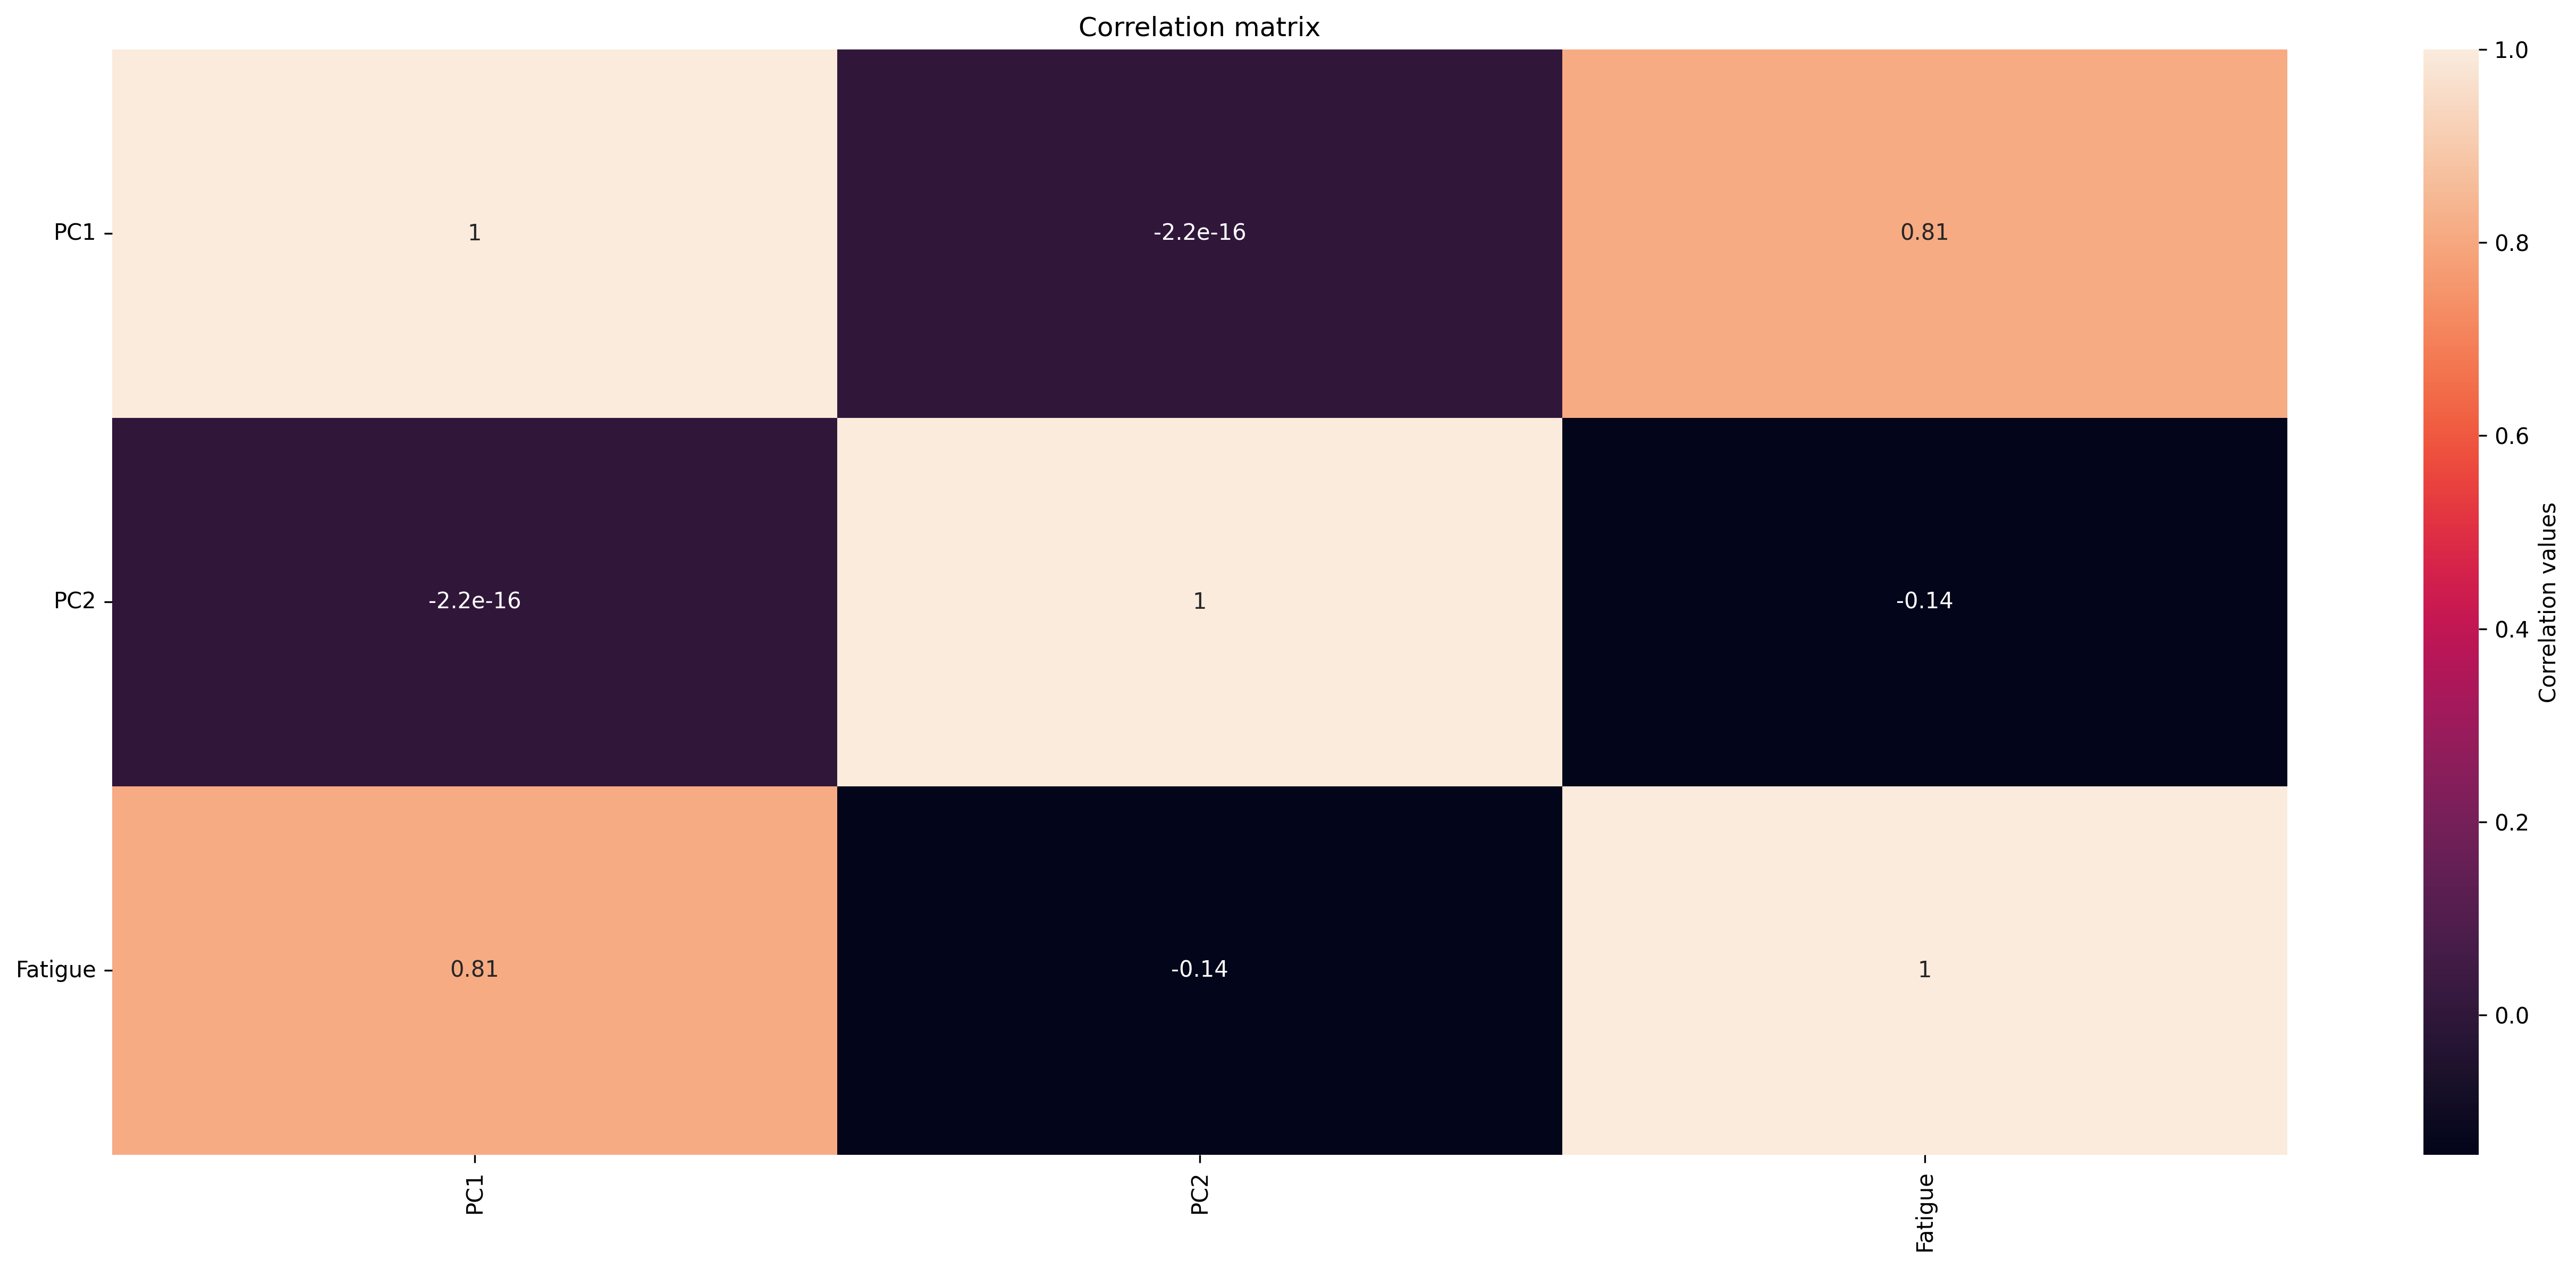 Correlation matrix
PC1
1
-2.2e-16
0.81
PC2
-2.2e-16
1
-0.14
Fatigue
0.81
-0.14
1
PC1
PC2
Fatigue
1.0
0.8
0.6
0.4
0.2
0.0
Correlation values